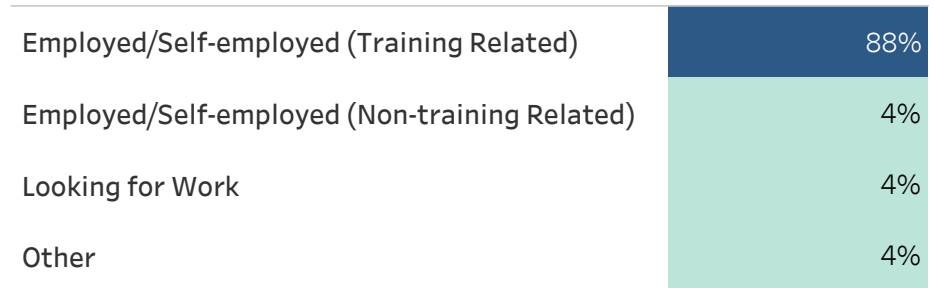 Employed/Self-employed (Training Related) 88%
Employed/Self-employed (Non-training Related) 4%
Looking for Work 4%
Other 4%